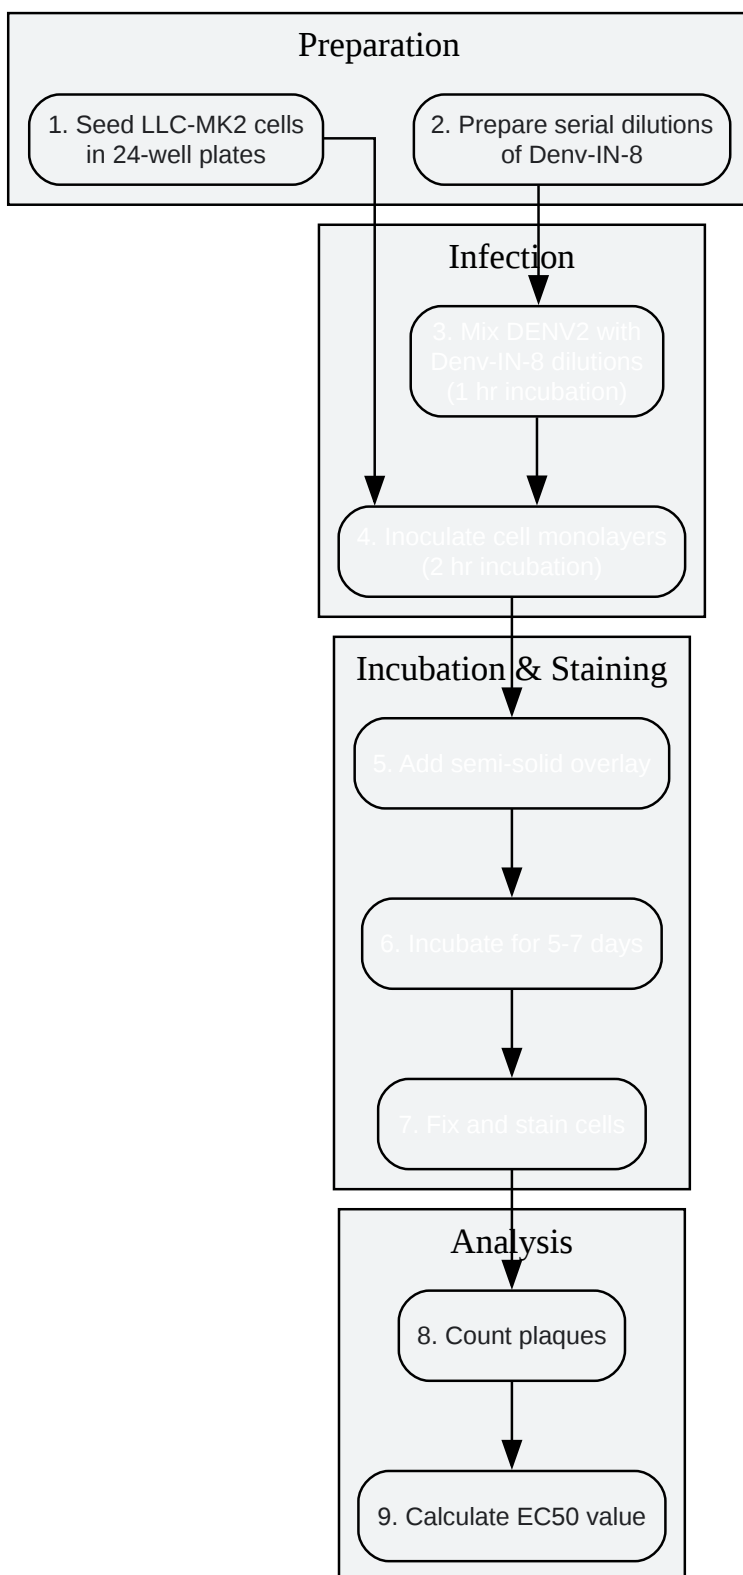 Preparation
1. Seed LLC-MK2 cells
in 24-well plates
2. Prepare serial dilutions
of Denv-IN-8
Infection
3. Mix DENV2 with
Denv-IN-8 dilutions
(1 hr incubation)
4. Inoculate cell monolayers
(2 hr incubation)
Incubation & Staining
5. Add semi-solid overlay
6. Incubate for 5-7 days
7. Fix and stain cells
Analysis
8. Count plaques
9. Calculate EC50 value